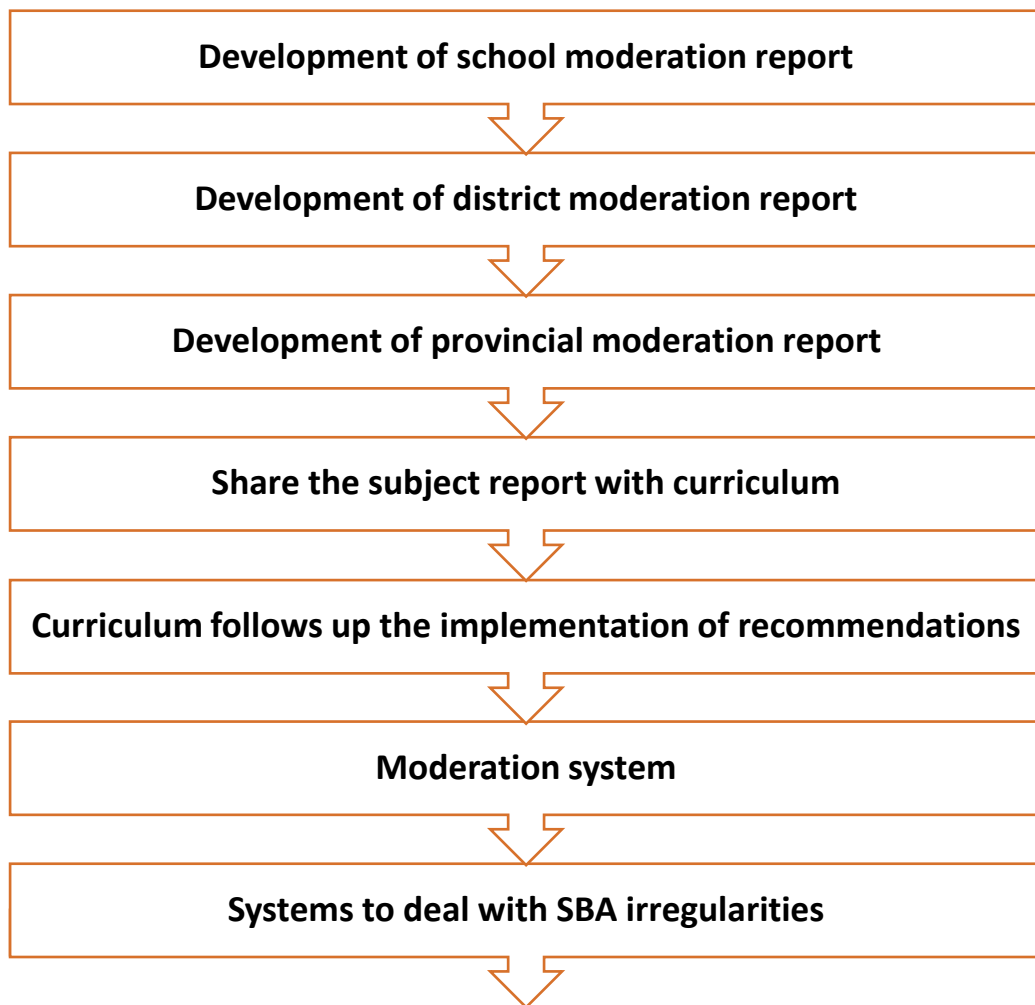 Development of school moderation report
Development of district moderation report
Development of provincial moderation report
Share the subject report with curriculum
Curriculum follows up the implementation of recommendations
Moderation system
Systems to deal with SBA irregularities